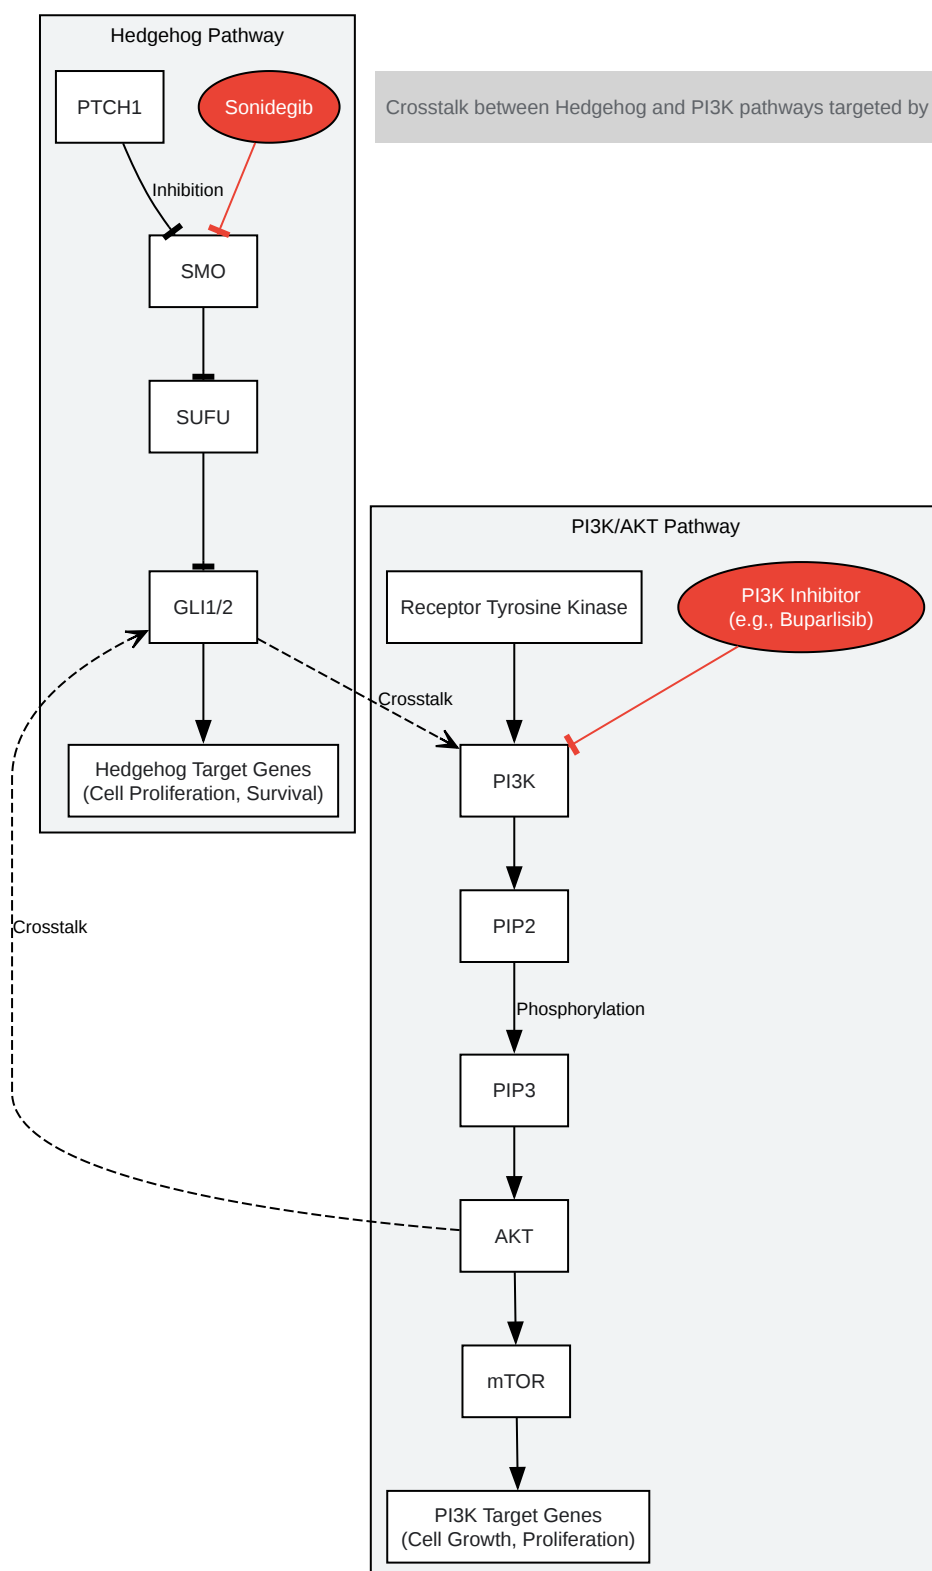 Hedgehog Pathway
PTCH1
Sonidegib
Crosstalk between Hedgehog and PI3K pathways targeted by
Inhibition
SMO
SUFU
GLI1/2
Hedgehog Target Genes
(Cell Proliferation, Survival)
Crosstalk
PI3K/AKT Pathway
Receptor Tyrosine Kinase
PI3K Inhibitor
(e.g., Buparlisib)
Crosstalk
PI3K
PIP2
Phosphorylation
PIP3
AKT
mTOR
PI3K Target Genes
(Cell Growth, Proliferation)